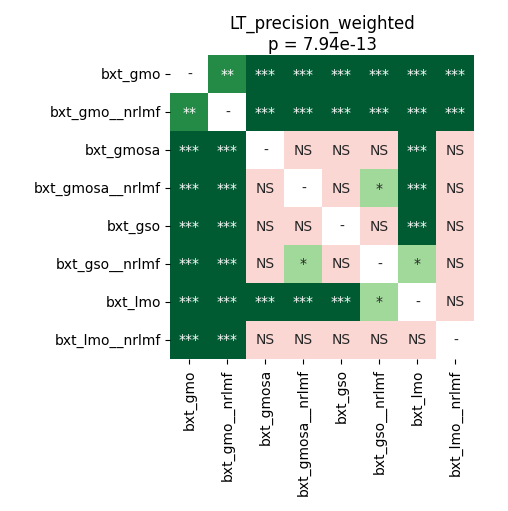 LT_precision_weighted
p = 7.94e-13
bxt_gmo - ** *** *** *** *** *** ***
bxt_gmo__nrlmf ** - *** *** *** *** *** ***
bxt_gmosa *** *** - NS NS NS *** NS
bxt_gmosa__nrlmf *** *** NS - NS * *** NS
bxt_gso *** *** NS NS - NS *** NS
bxt_gso__nrlmf *** *** NS * NS - * NS
bxt_lmo *** *** *** *** *** * - NS
bxt_lmo__nrlmf *** *** NS NS NS NS NS -
bxt_gmo
bxt_gmo__nrlmf
bxt_gmosa
bxt_gmosa__nrlmf
bxt_gso
bxt_gso__nrlmf
bxt_lmo
bxt_lmo__nrlmf